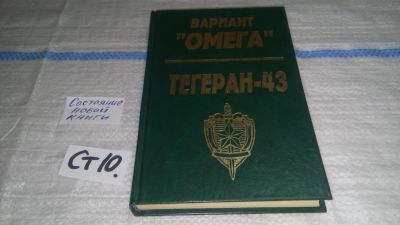 ВАРИАНТ
"ОМЕГА"
ТЕГЕРАН-43
Состояние
новой
книги
Ст10.